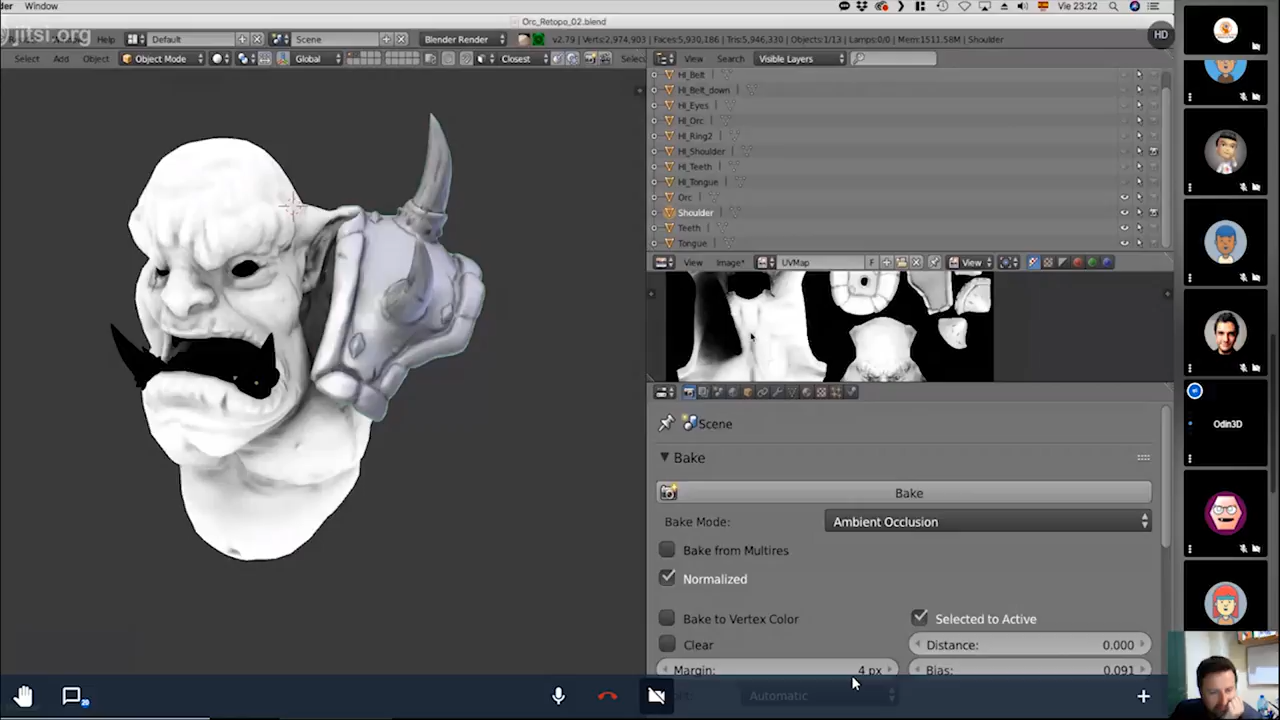 der Window
Vie 23:22
Orc_Retopo_02.blend
jitsi.org
Help Default Scene Blender Render v2.79 | Verts:2,974,903 | Faces:5,930,186 | Tris:5,946,330 | Objects:1/13 | Lamps:0/0 | Mem:1511.58M | Shoulder
HD
Select Add Object Object Mode Global Closest Selec
View Search Visible Layers
HI_Belt
HI_Belt_down
HI_Eyes
HI_Orc
HI_Ring2
HI_Shoulder
HI_Teeth
HI_Tongue
Orc
Shoulder
Teeth
Tongue
View Image* UVMap F View
Scene
Bake
Bake
Bake Mode: Ambient Occlusion
Bake from Multires
Normalized
Bake to Vertex Color Selected to Active
Clear Distance: 0.000
Margin: 4 px Bias: 0.091
Automatic
Odin3D